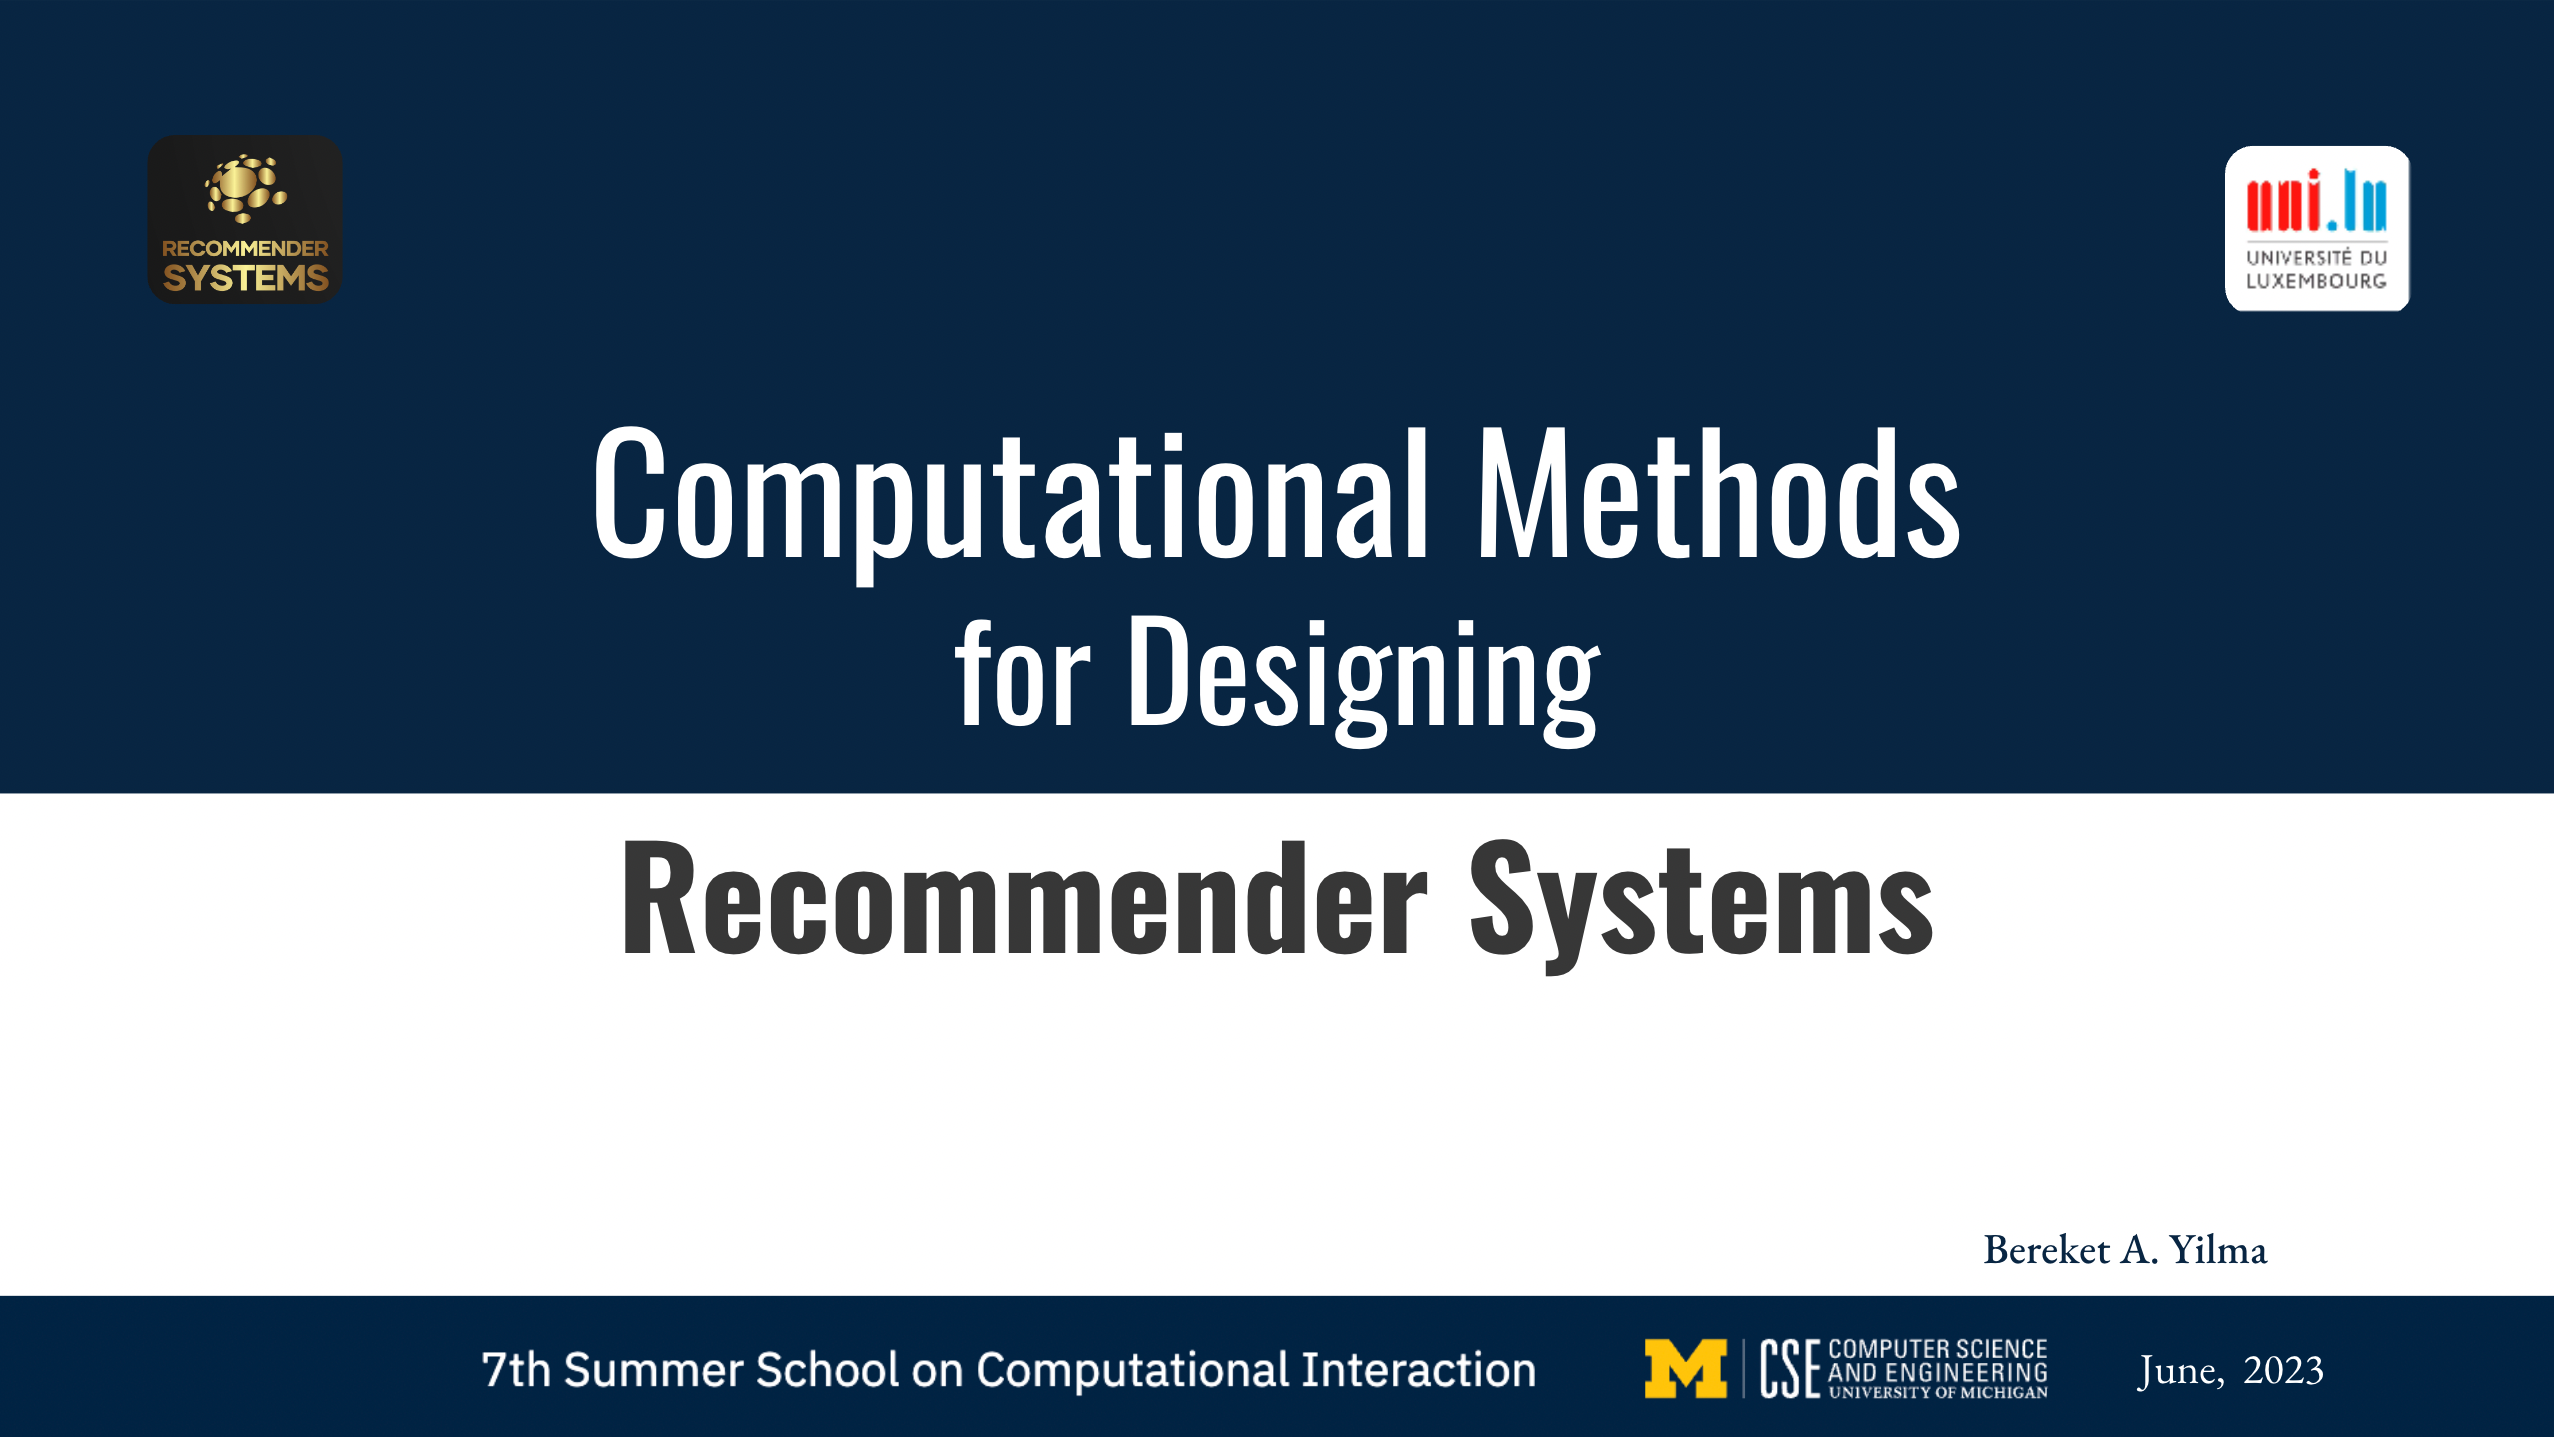 RECOMMENDER
SYSTEMS
uni.lu
UNIVERSITÉ DU
LUXEMBOURG
Computational Methods
for Designing
Recommender Systems
Bereket A. Yilma
7th Summer School on Computational Interaction
M CSE COMPUTER SCIENCE
AND ENGINEERING
UNIVERSITY OF MICHIGAN
June, 2023